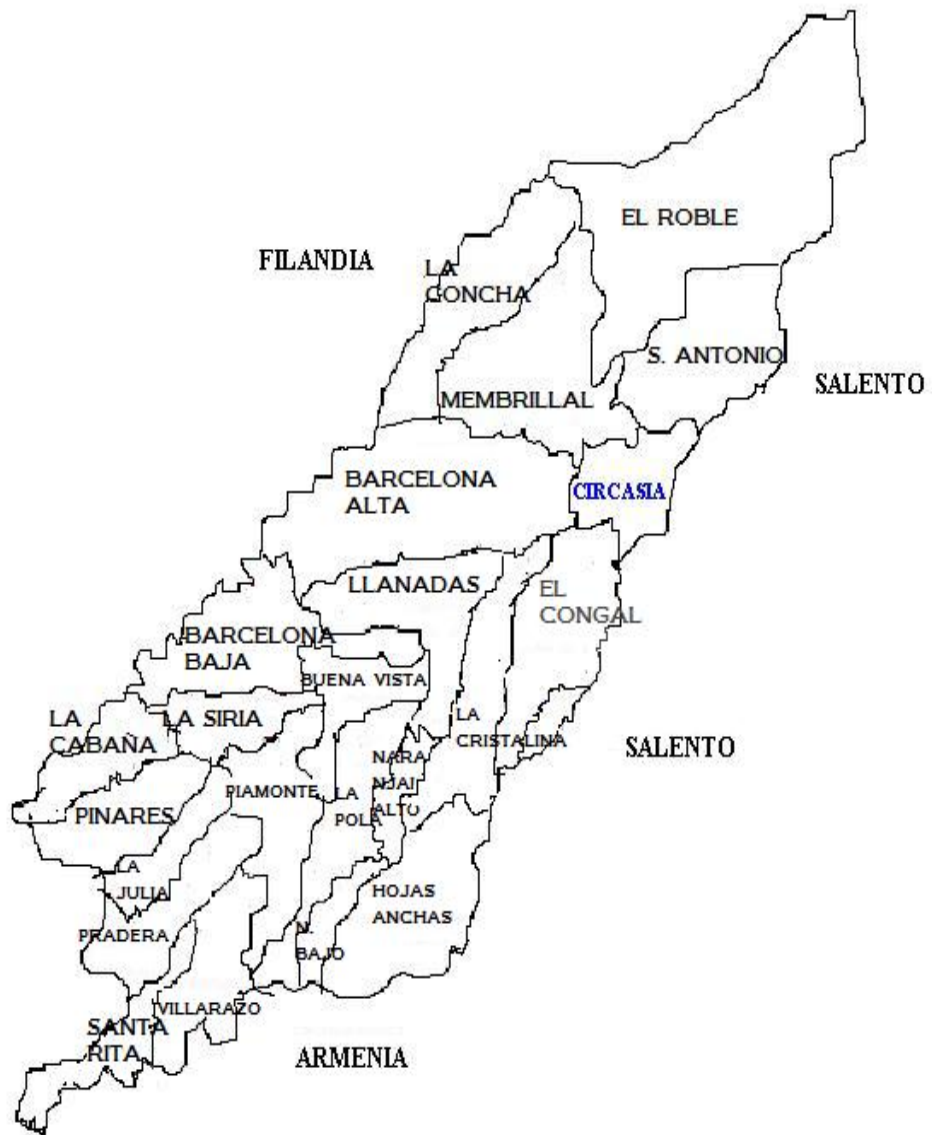 EL ROBLE
FILANDIA
LA
CONCHA
S. ANTONIO
SALENTO
MEMBRILLAL
BARCELONA
ALTA
CIRCASIA
LLANADAS
EL
CONGAL
BARCELONA
BAJA
BUENA VISTA
LA
CABAÑA
LA SIRIA
LA
CRISTALINA
SALENTO
NARA
NJAL
ALTO
PIAMONTE
LA
POLA
PINARES
LA
JULIA
HOJAS
ANCHAS
PRADERA
N.
BAJO
VILLARAZO
SANTA
RITA
ARMENIA